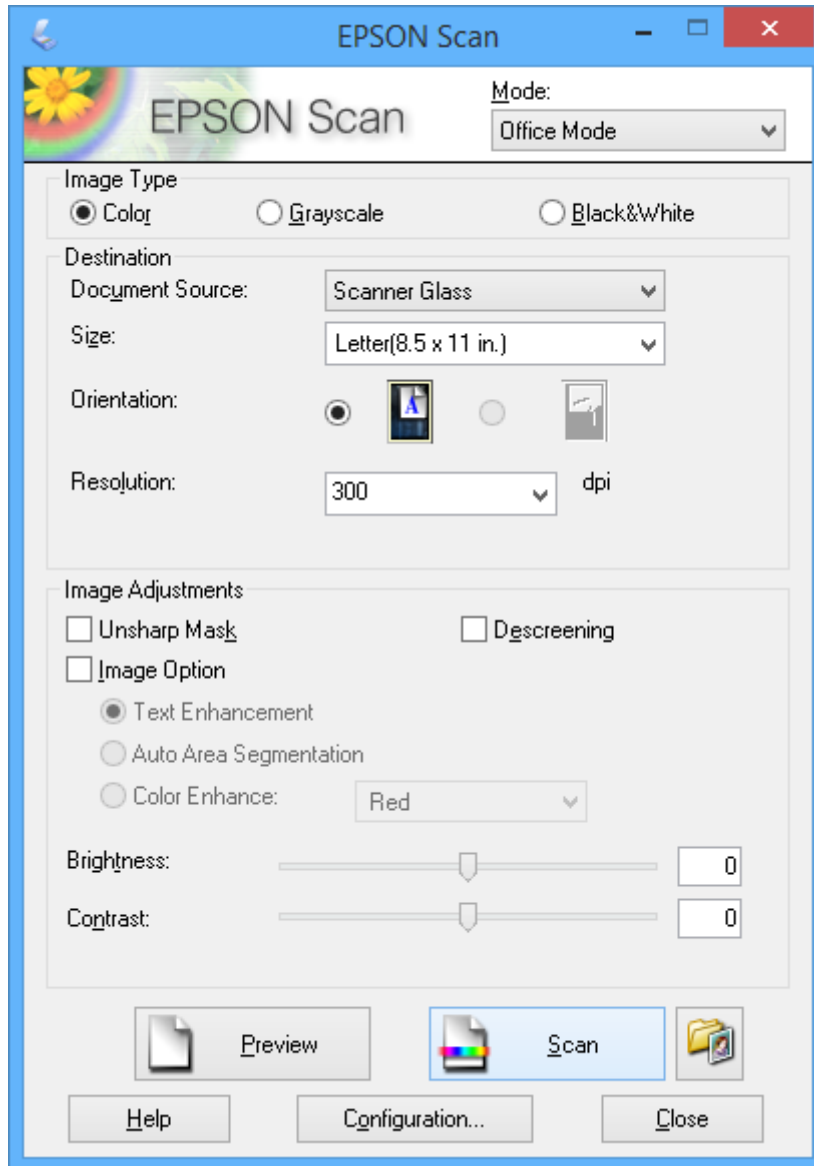 EPSON Scan
EPSON Scan
Mode:
Office Mode
Image Type
Color Grayscale Black&White
Destination
Document Source: Scanner Glass
Size: Letter(8.5 x 11 in.)
Orientation: A
Resolution: 300 dpi
Image Adjustments
Unsharp Mask Descreening
Image Option
Text Enhancement
Auto Area Segmentation
Color Enhance: Red
Brightness: 0
Contrast: 0
Preview Scan
Help Configuration... Close